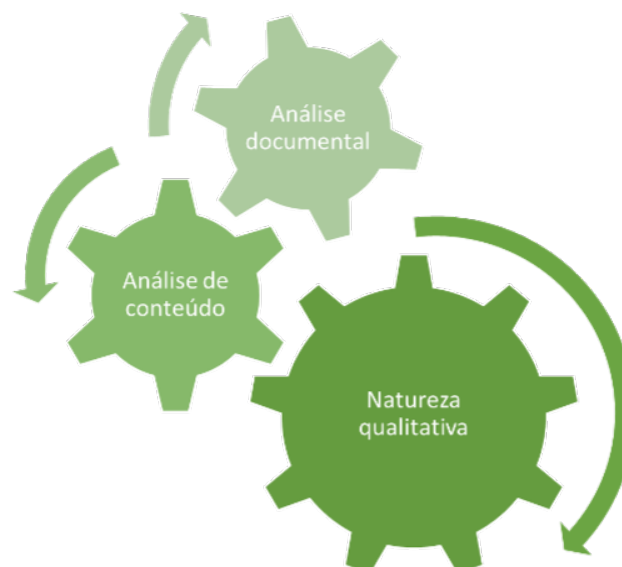 Análise
documental
Análise de
conteúdo
Natureza
qualitativa